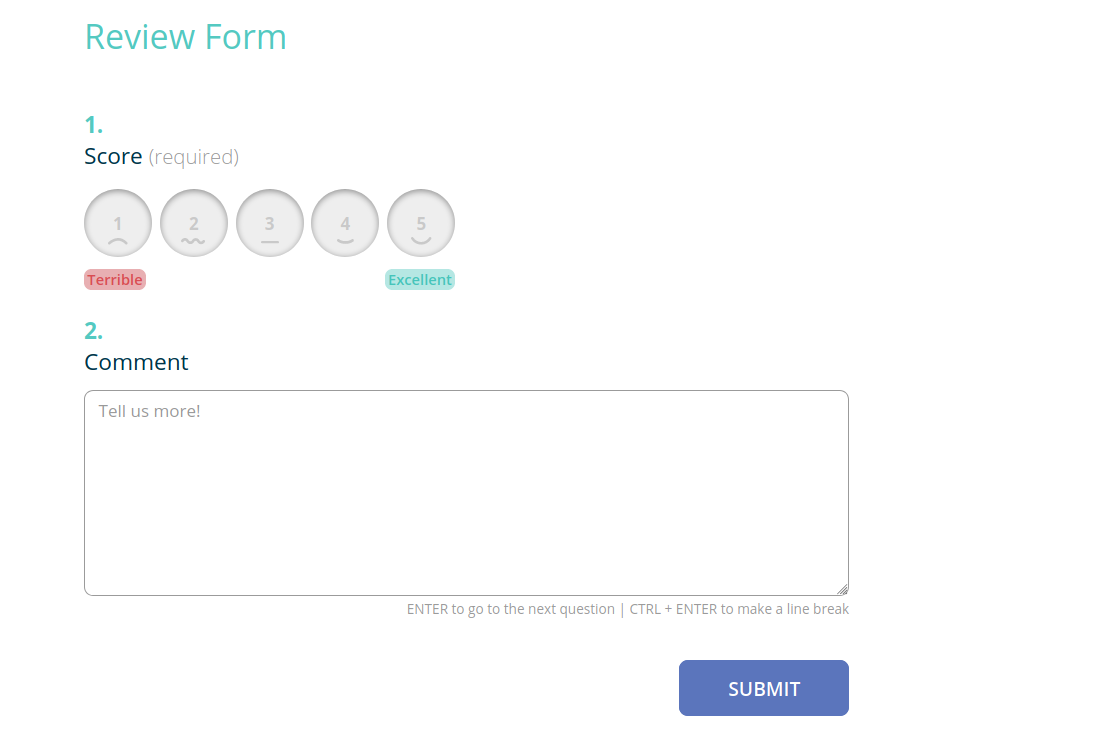 Review Form
1.
Score (required)
1 2 3 4 5
Terrible Excellent
2.
Comment
Tell us more!
ENTER to go to the next question | CTRL + ENTER to make a line break
SUBMIT